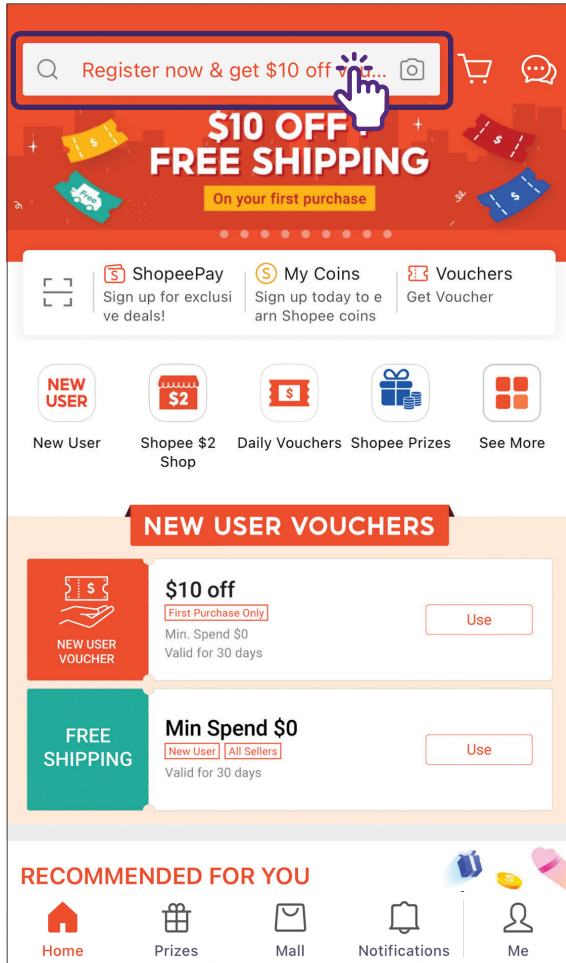 Register now & get $10 off
$10 OFF +
FREE SHIPPING
On your first purchase
Free
ShopeePay
Sign up for exclusi
ve deals!
My Coins
Sign up today to e
arn Shopee coins
Vouchers
Get Voucher
NEW
USER
$2
New User
Shopee $2
Shop
Daily Vouchers
Shopee Prizes
See More
NEW USER VOUCHERS
NEW USER
VOUCHER
$10 off
First Purchase Only
Min. Spend $0
Valid for 30 days
Use
FREE
SHIPPING
Min Spend $0
New User
All Sellers
Valid for 30 days
Use
RECOMMENDED FOR YOU
Home
Prizes
Mall
Notifications
Me